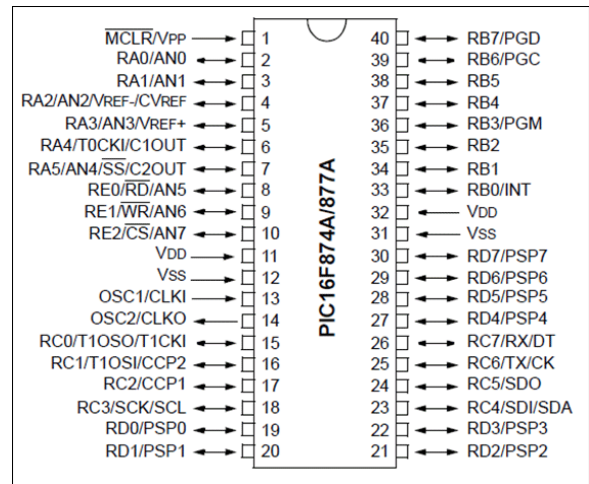 MCLR/VPP 1 40 RB7/PGD
RA0/AN0 2 39 RB6/PGC
RA1/AN1 3 38 RB5
RA2/AN2/VREF-/CVREF 4 37 RB4
RA3/AN3/VREF+ 5 36 RB3/PGM
RA4/T0CKI/C1OUT 6 35 RB2
RA5/AN4/SS/C2OUT 7 34 RB1
RE0/RD/AN5 8 33 RB0/INT
RE1/WR/AN6 9 32 VDD
RE2/CS/AN7 10 31 VSS
VDD 11 30 RD7/PSP7
VSS 12 29 RD6/PSP6
OSC1/CLKI 13 28 RD5/PSP5
OSC2/CLKO 14 27 RD4/PSP4
RC0/T1OSO/T1CKI 15 26 RC7/RX/DT
RC1/T1OSI/CCP2 16 25 RC6/TX/CK
RC2/CCP1 17 24 RC5/SDO
RC3/SCK/SCL 18 23 RC4/SDI/SDA
RD0/PSP0 19 22 RD3/PSP3
RD1/PSP1 20 21 RD2/PSP2
PIC16F874A/877A